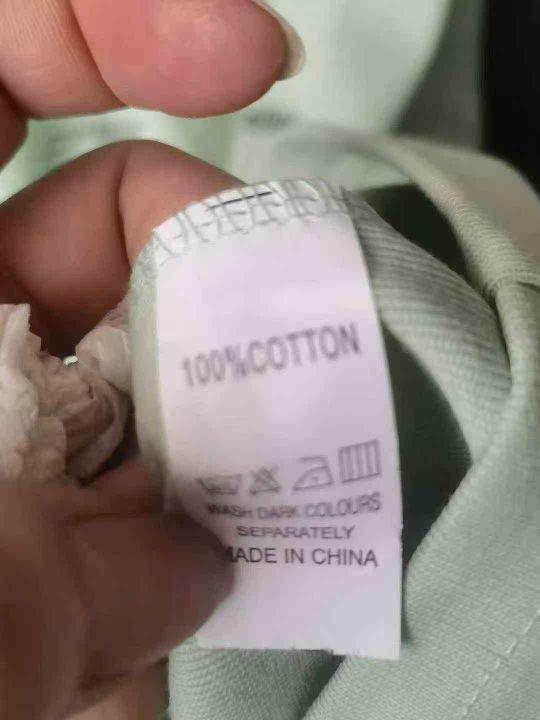 100%COTTON
WASH DARK COLOURS
SEPARATELY
MADE IN CHINA